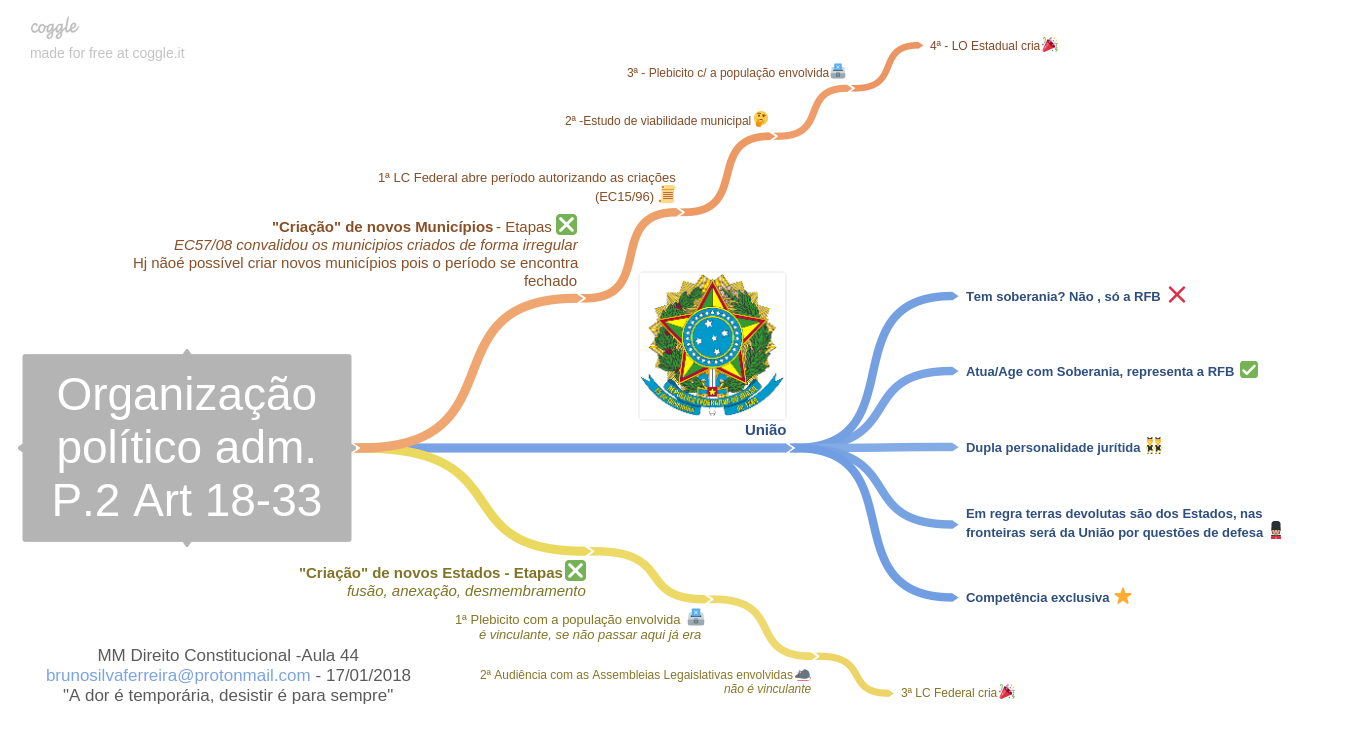 coggle
made for free at coggle.it
4ª - LO Estadual cria
3ª - Plebicito c/ a população envolvida
2ª -Estudo de viabilidade municipal
1ª LC Federal abre período autorizando as criações
(EC15/96)
"Criação" de novos Municípios - Etapas
EC57/08 convalidou os municipios criados de forma irregular
Hj nãoé possível criar novos municípios pois o período se encontra
fechado
União
Tem soberania? Não , só a RFB
Atua/Age com Soberania, representa a RFB
Dupla personalidade jurítida
Em regra terras devolutas são dos Estados, nas
fronteiras será da União por questões de defesa
Competência exclusiva
Organização
político adm.
P.2 Art 18-33
"Criação" de novos Estados - Etapas
fusão, anexação, desmembramento
1ª Plebicito com a população envolvida
é vinculante, se não passar aqui já era
2ª Audiência com as Assembleias Legislativas envolvidas
não é vinculante
3ª LC Federal cria
MM Direito Constitucional -Aula 44
brunosilvaferreira@protonmail.com - 17/01/2018
"A dor é temporária, desistir é para sempre"